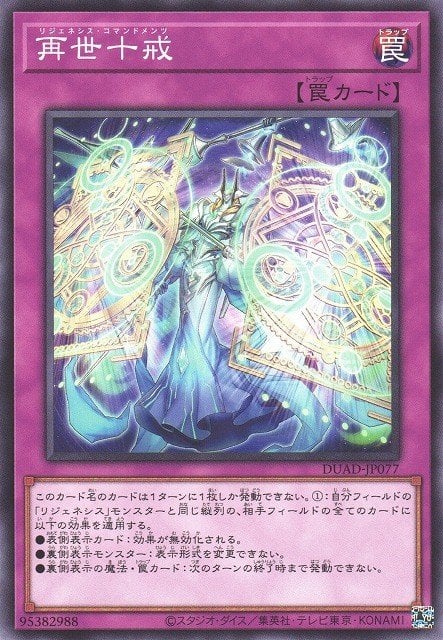 リジェネシス・コマンドメンツ
再世十戒
トラップ
罠
【罠カード】
トラップ
DUAD-JP077
このカード名のカードは1ターンに1枚しか発動できない。①:自分フィールドの
「リジェネシス」モンスターと同じ縦列の、相手フィールドの全てのカードに
以下の効果を適用する。
●表側表示カード:効果が無効化される。
●裏側表示モンスター:表示形式を変更できない。
●裏側表示の魔法・罠カード:次のターンの終了時まで発動できない。
95382988
©スタジオ・ダイス/集英社・テレビ東京・KONAMI